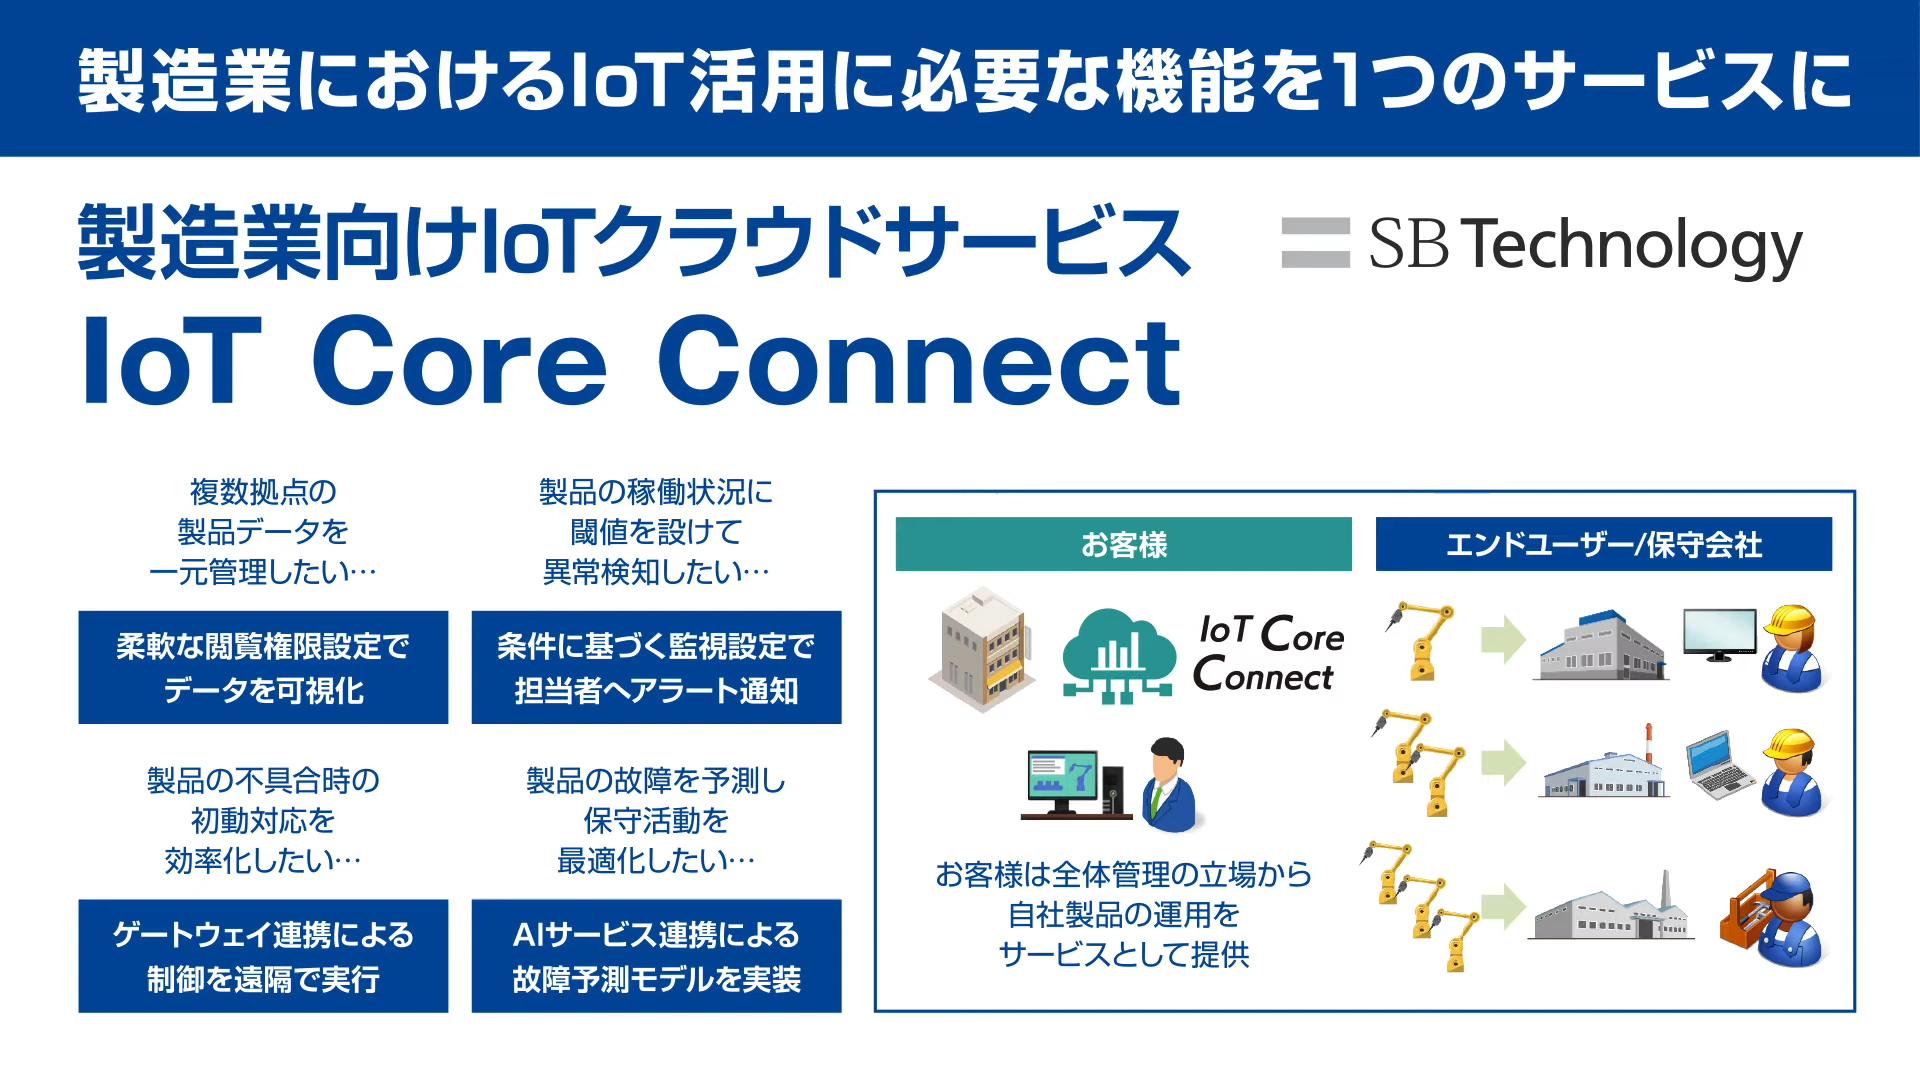 製造業におけるIoT活用に必要な機能を1つのサービスに
製造業向けIoTクラウドサービス
SB Technology
IoT Core Connect
複数拠点の
製品データを
一元管理したい…
柔軟な閲覧権限設定で
データを可視化
製品の稼働状況に
閾値を設けて
異常検知したい…
条件に基づく監視設定で
担当者へアラート通知
製品の不具合時の
初動対応を
効率化したい…
ゲートウェイ連携による
制御を遠隔で実行
製品の故障を予測し
保守活動を
最適化したい…
AIサービス連携による
故障予測モデルを実装
お客様
IoT Core
Connect
お客様は全体管理の立場から
自社製品の運用を
サービスとして提供
エンドユーザー/保守会社